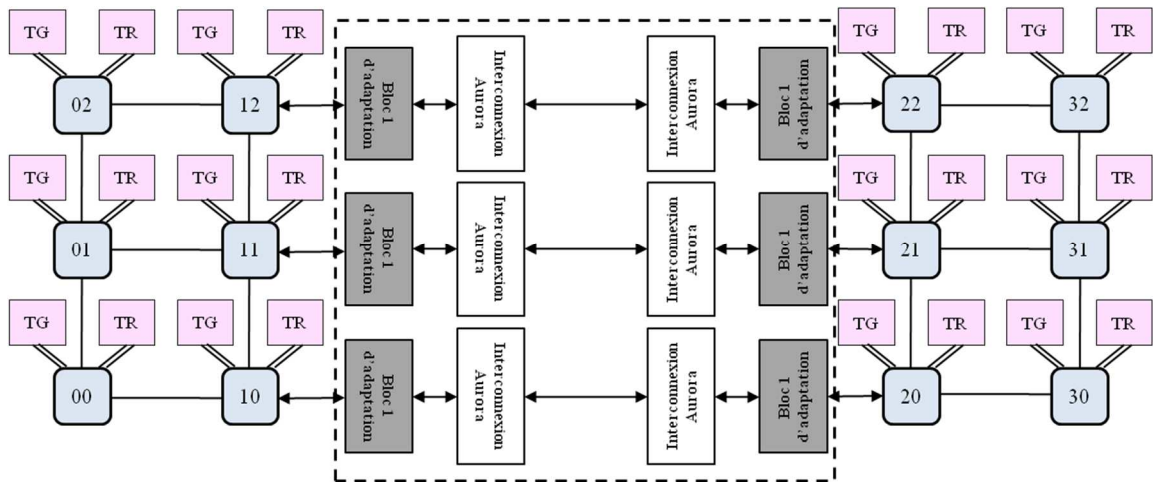 TG TR TG TR TG TR TG TR
02 12 22 32
Bloc 1
d'adaptation
Interconnexion
Aurora
Interconnexion
Aurora
Bloc 1
d'adaptation
TG TR TG TR TG TR TG TR
01 11 21 31
Bloc 1
d'adaptation
Interconnexion
Aurora
Interconnexion
Aurora
Bloc 1
d'adaptation
TG TR TG TR TG TR TG TR
00 10 20 30
Bloc 1
d'adaptation
Interconnexion
Aurora
Interconnexion
Aurora
Bloc 1
d'adaptation